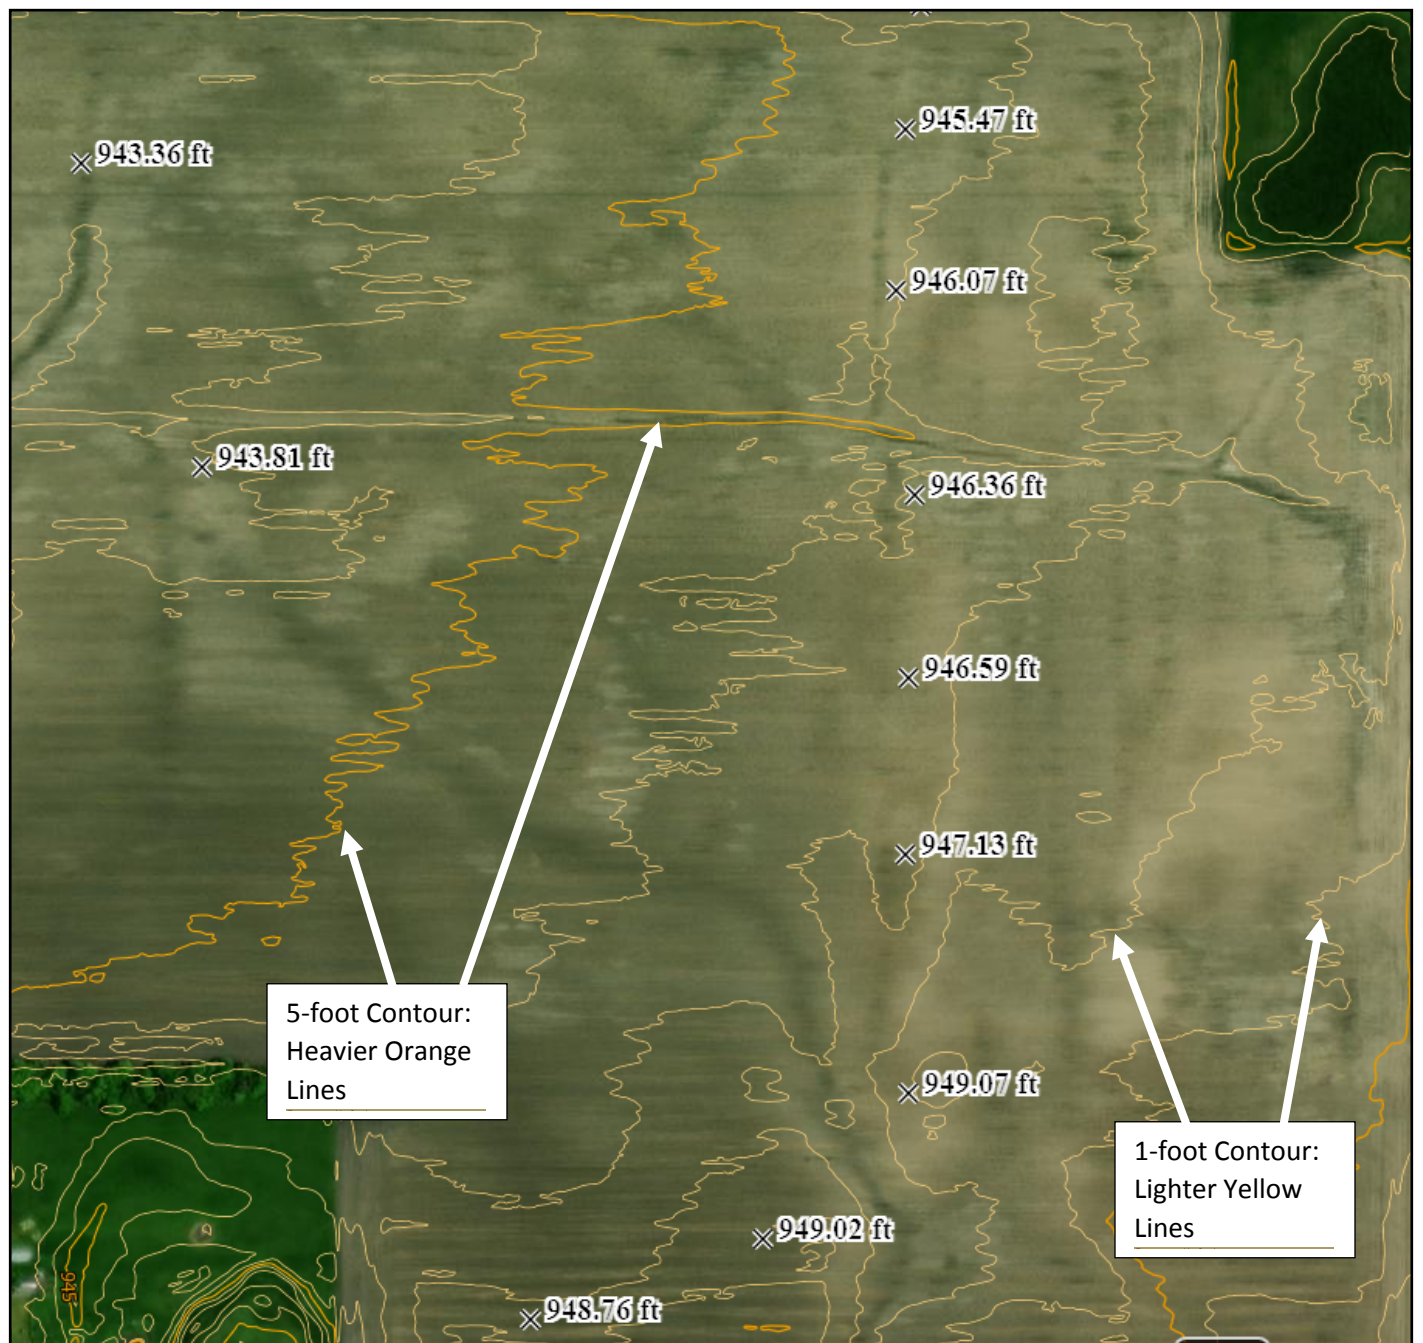 945.47 ft
943.36 ft
946.07 ft
943.81 ft
946.36 ft
946.59 ft
947.13 ft
5-foot Contour:
Heavier Orange
Lines
949.07 ft
1-foot Contour:
Lighter Yellow
Lines
949.02 ft
945
948.76 ft